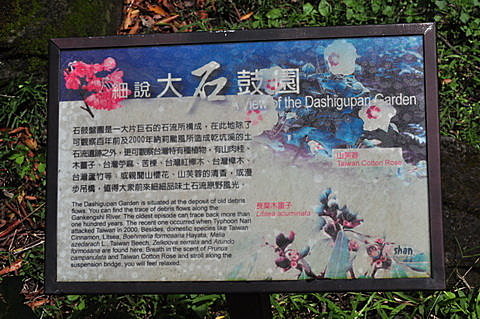 細說大石鼓園
A View of the Dashigupan Garden
石鼓盤園是一大片巨石的石流所構成，在此地除了
可觀察百年前及2000年納莉颱風所造成乾坑溪的土
石流遺跡之外，更可觀察台灣特有種植物，有山肉桂、
木薑子、台灣苧麻、苦楝、台灣紅櫸木、台灣櫸木、
台灣蘆竹等，或親聞山櫻花、山芙蓉的清香，或漫
步吊橋，值得大家前來細細品味土石流原野風光。
The Dashigupan Garden is situated at the deposit of old debris
flows. You can find the trace of debris flows along the
Gankengshi River. The oldest episode can trace back more than
one hundred years. The recent one occurred when Typhoon Nari
attacked Taiwan in 2000. Besides, domestic species like Taiwan
Cinnamon, Litsea, Boehmeria formosana Hayata, Melia
azedarach L., Taiwan Beech, Zelkovea nerrata and Arundo
formosana are found here. Breath in the scent of Prunus
campanulata and Taiwan Cotton Rose and stroll along the
suspension bridge, you will feel relaxed.
山芙蓉
Taiwan Cotton Rose
長葉木薑子
Litsea acuminata
shan